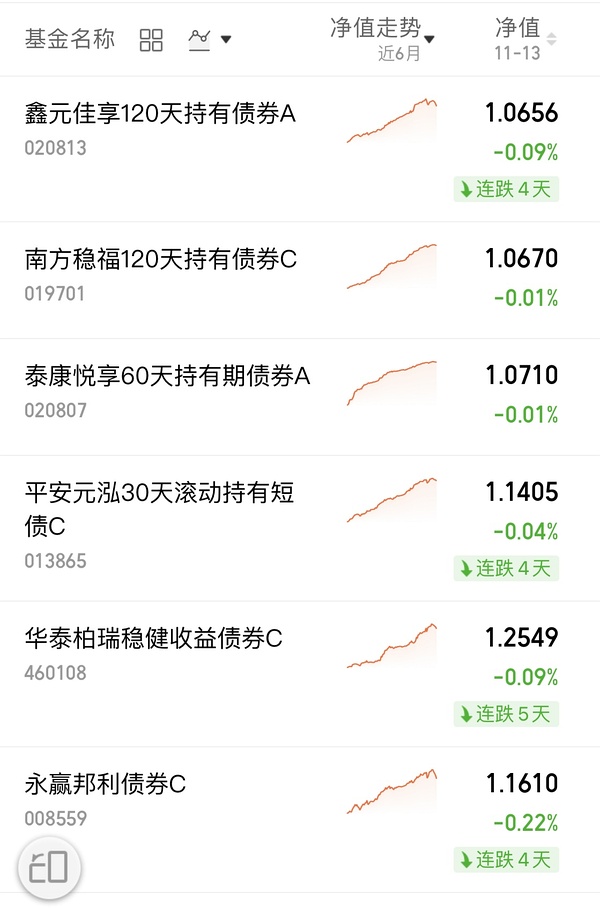 基金名称
净值走势
近6月
净值
11-13
鑫元佳享120天持有债券A
020813
1.0656
-0.09%
连跌4天
南方稳福120天持有债券C
019701
1.0670
-0.01%
泰康悦享60天持有期债券A
020807
1.0710
-0.01%
平安元泓30天滚动持有短
债C
013865
1.1405
-0.04%
连跌4天
华泰柏瑞稳健收益债券C
460108
1.2549
-0.09%
连跌5天
永赢邦利债券C
008559
1.1610
-0.22%
连跌4天